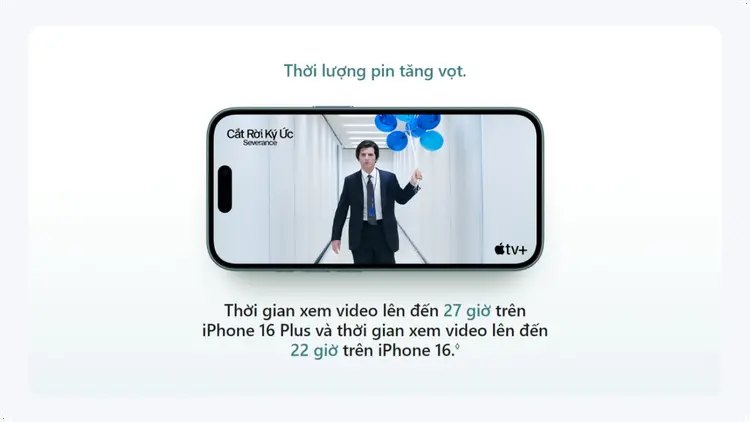 Thời lượng pin tăng vọt.
Cắt Rời Ký Ức
Severance
tv+
Thời gian xem video lên đến 27 giờ trên
iPhone 16 Plus và thời gian xem video lên đến
22 giờ trên iPhone 16.◊